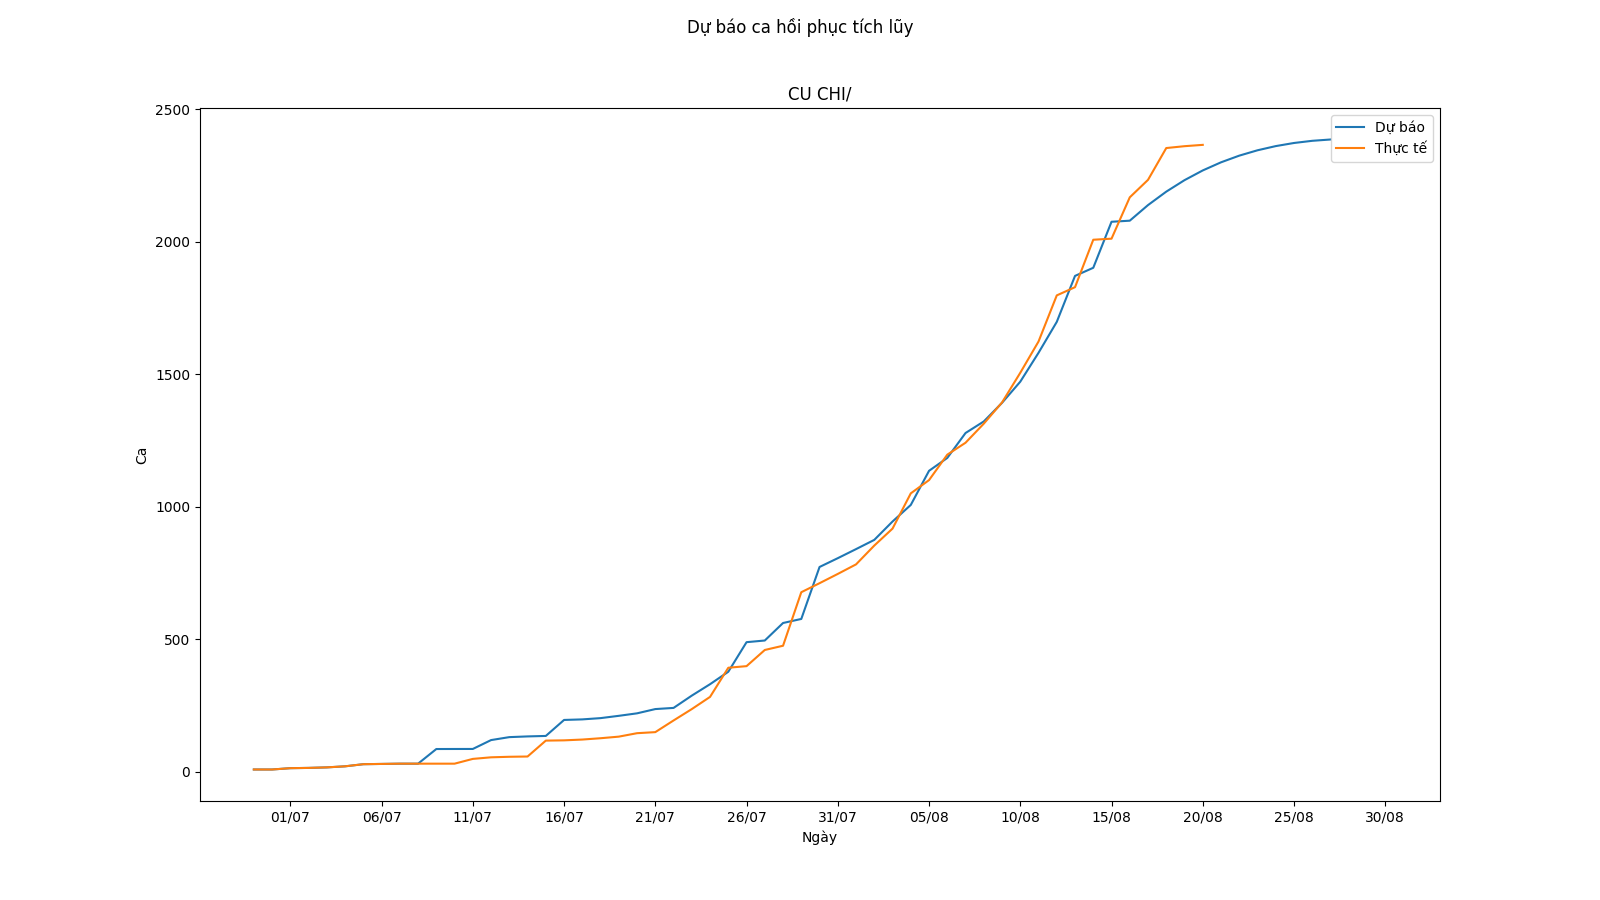 Dự báo ca hồi phục tích lũy
CU CHI/
2500
2000
1500
1000
500
0
Ca
Dự báo
Thực tế
01/07 06/07 11/07 16/07 21/07 26/07 31/07 05/08 10/08 15/08 20/08 25/08 30/08
Ngày